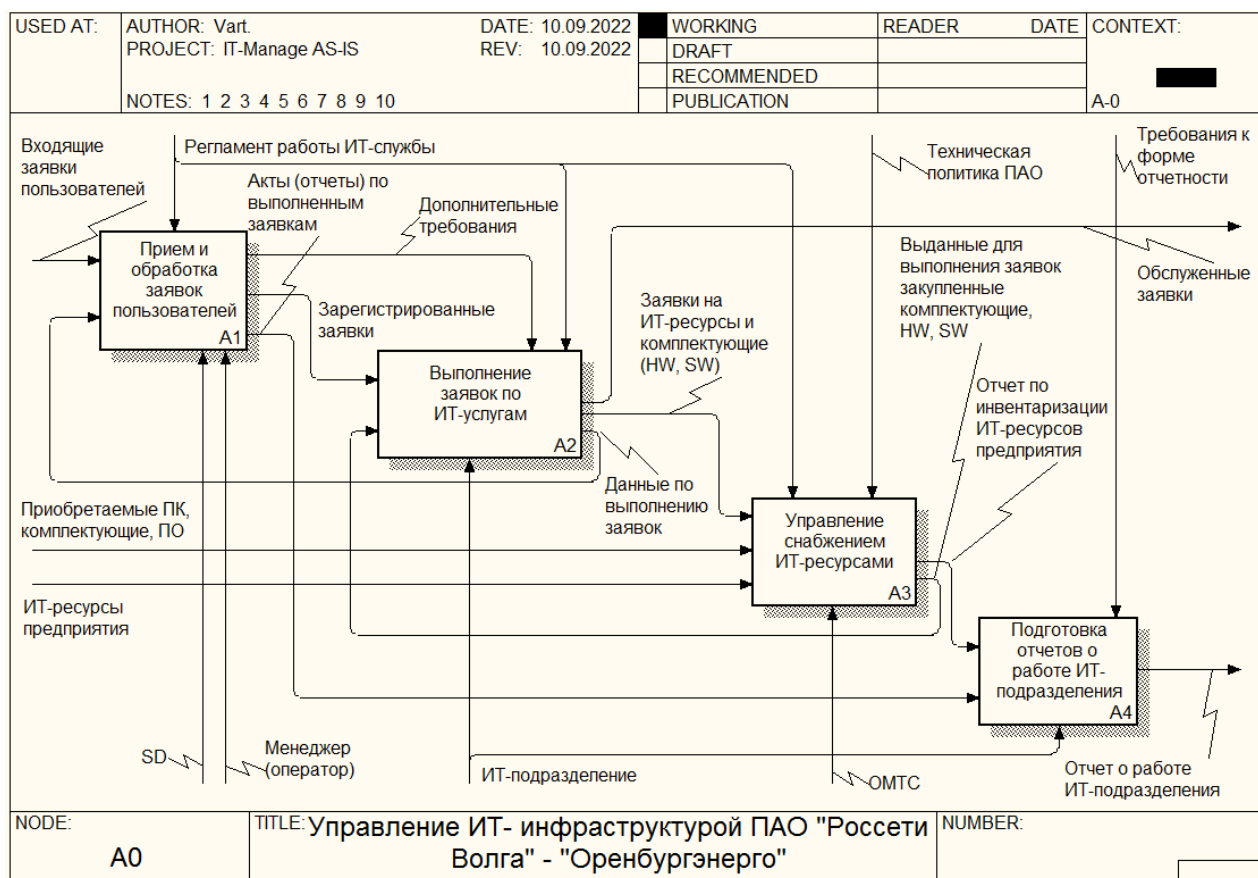 USED AT:
AUTHOR: Vart.
DATE: 10.09.2022
PROJECT: IT-Manage AS-IS
REV: 10.09.2022
NOTES: 1 2 3 4 5 6 7 8 9 10
WORKING
DRAFT
RECOMMENDED
PUBLICATION
READER
DATE
CONTEXT:
A-0
Входящие
заявки
пользователей
Регламент работы ИТ-службы
Акты (отчеты) по
выполненным
заявкам
Дополнительные
требования
Техническая
политика ПАО
Требования к
форме
отчетности
Прием и
обработка
заявок
пользователей
A1
Зарегистрированные
заявки
Заявки на
ИТ-ресурсы и
комплектующие
(HW, SW)
Выданные для
выполнения заявок
закупленные
комплектующие,
HW, SW
Обслуженные
заявки
Выполнение
заявок по
ИТ-услугам
A2
Отчет по
инвентаризации
ИТ-ресурсов
предприятия
Данные по
выполнению
заявок
Приобретаемые ПК,
комплектующие, ПО
Управление
снабжением
ИТ-ресурсами
A3
ИТ-ресурсы
предприятия
Подготовка
отчетов о
работе ИТ-
подразделения
A4
SD
Менеджер
(оператор)
ИТ-подразделение
ОМТС
Отчет о работе
ИТ-подразделения
NODE:
A0
TITLE: Управление ИТ- инфраструктурой ПАО "Россети
Волга" - "Оренбургэнерго"
NUMBER: